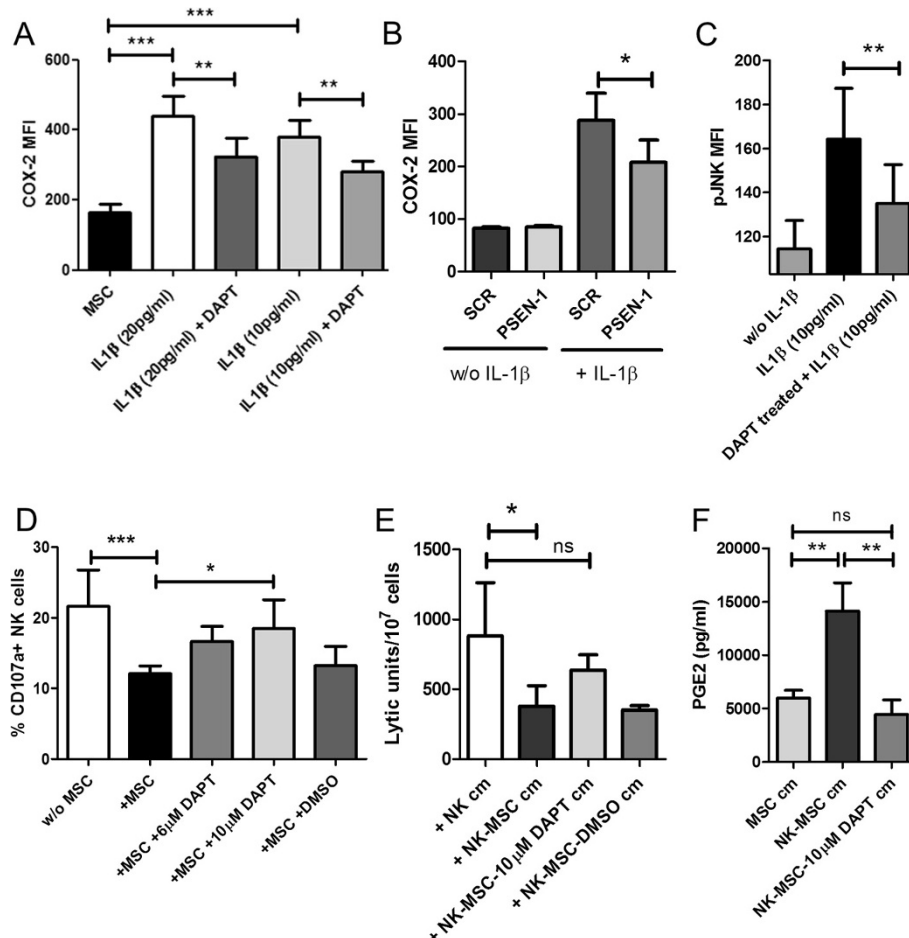 A
***
***
**
**
COX-2 MFI
600
400
200
0
MSC
IL1β (20pg/ml)
IL1β (20pg/ml) + DAPT
IL1β (10pg/ml)
IL1β (10pg/ml) + DAPT
B
*
COX-2 MFI
400
300
200
100
0
SCR
PSEN-1
SCR
PSEN-1
w/o IL-1β
+ IL-1β
C
**
pJNK MFI
200
180
160
140
120
w/o IL-1β
IL1β (10pg/ml)
DAPT treated + IL1β (10pg/ml)
D
***
*
% CD107a+ NK cells
30
20
10
0
w/o MSC
+MSC
+MSC +6μM DAPT
+MSC +10μM DAPT
+MSC +DMSO
E
*
ns
Lytic units/10⁷ cells
1500
1000
500
0
+ NK cm
+ NK-MSC cm
+ NK-MSC-10μM DAPT cm
+ NK-MSC-DMSO cm
F
ns
**
**
PGE2 (pg/ml)
20000
15000
10000
5000
0
MSC cm
NK-MSC cm
NK-MSC-10μM DAPT cm